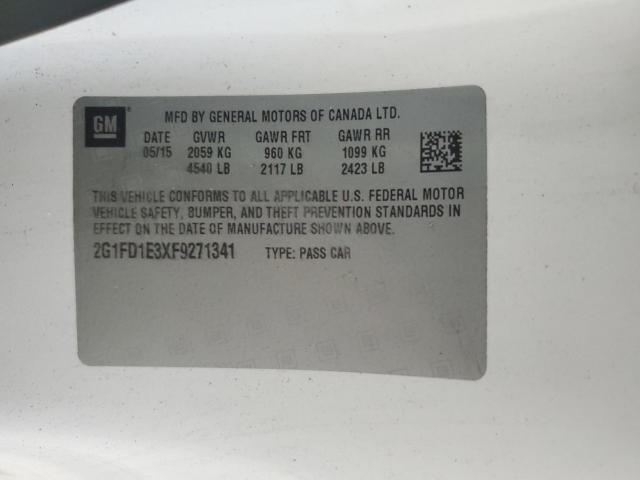 GM
MFD BY GENERAL MOTORS OF CANADA LTD.
DATE GVWR GAWR FRT GAWR RR
05/15 2059 KG 960 KG 1099 KG
4540 LB 2117 LB 2423 LB
THIS VEHICLE CONFORMS TO ALL APPLICABLE U.S. FEDERAL MOTOR
VEHICLE SAFETY, BUMPER, AND THEFT PREVENTION STANDARDS IN
EFFECT ON THE DATE OF MANUFACTURE SHOWN ABOVE.
2G1FD1E3XF9271341 TYPE: PASS CAR